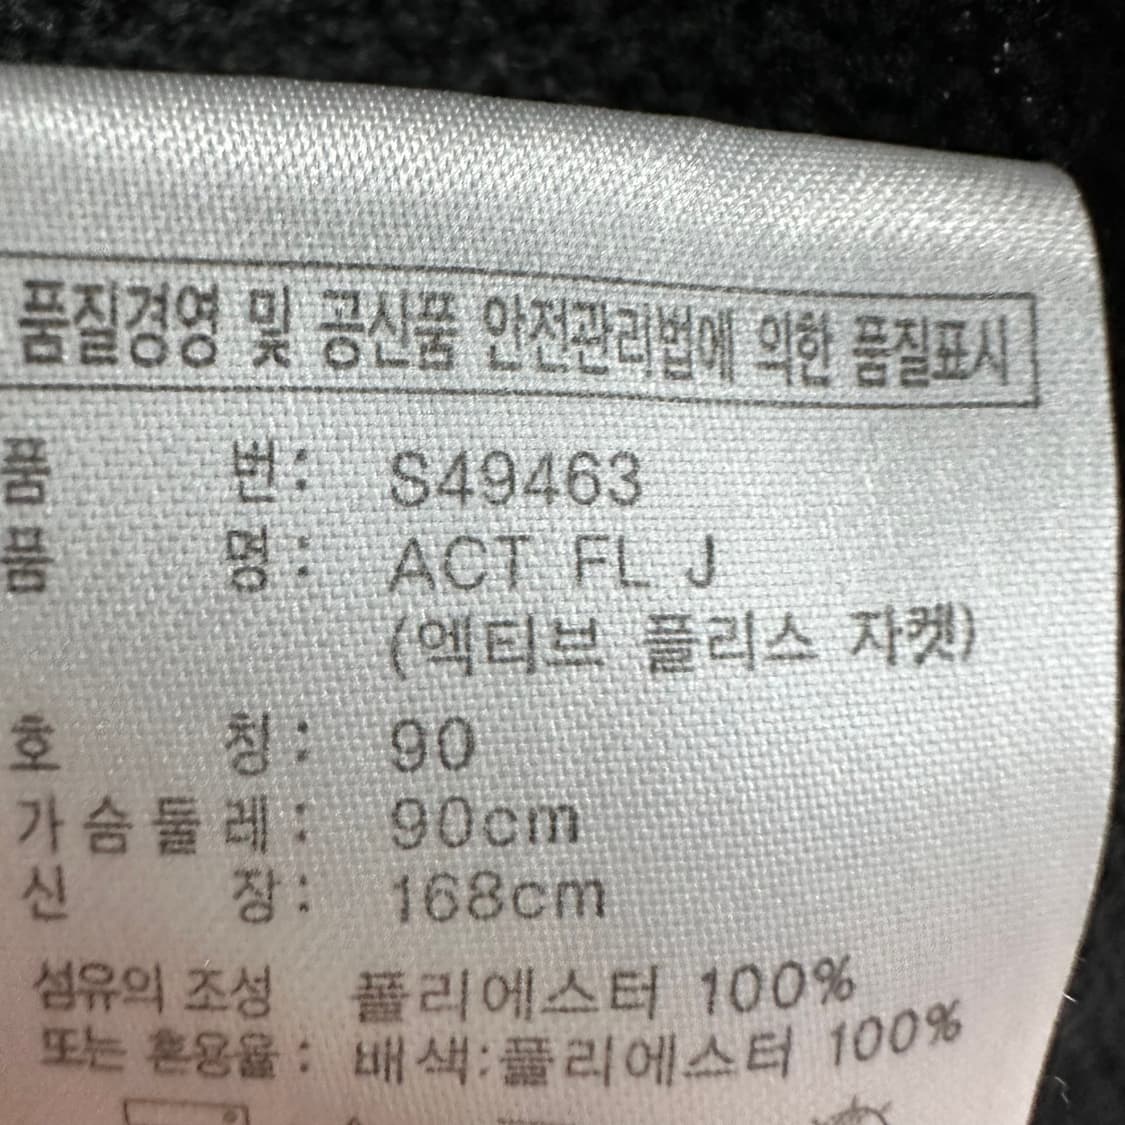 품질경영 및 공산품 안전관리법에 의한 품질표시
품 번: S49463
품 명: ACT FL J
(엑티브 플리스 자켓)
호 칭: 90
가슴둘레: 90cm
신 장: 168cm
섬유의 조성 폴리에스터 100%
또는 혼용율: 배색:폴리에스터 100%